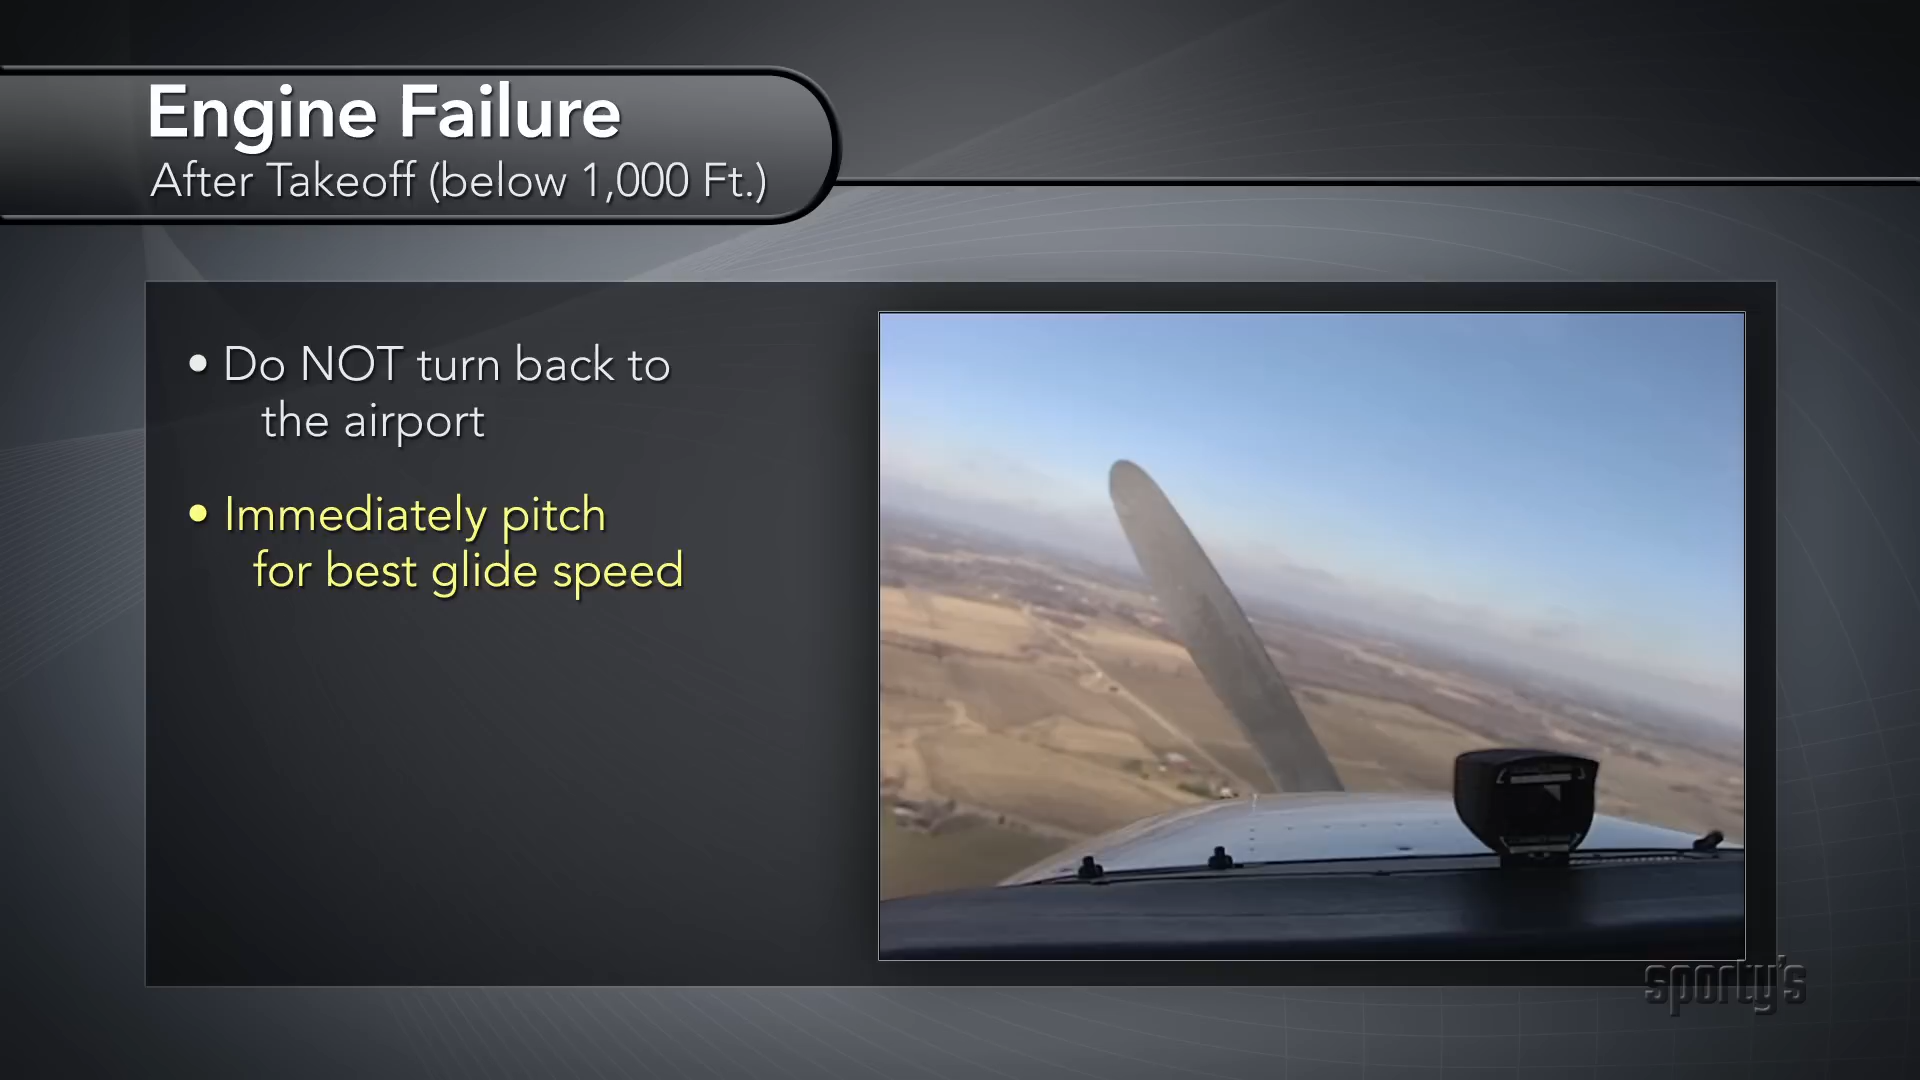 Engine Failure
After Takeoff (below 1,000 Ft.)
• Do NOT turn back to
the airport
• Immediately pitch
for best glide speed
sporty's